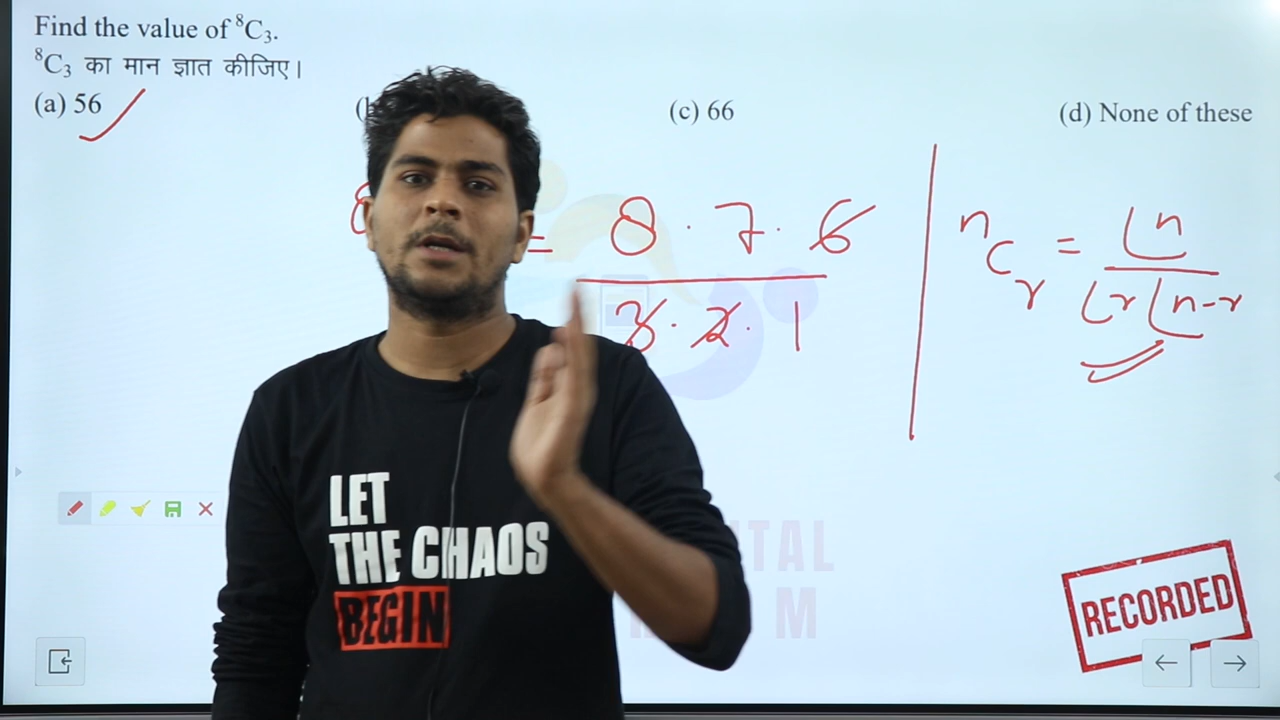 Find the value of ⁸C₃.
⁸C₃ का मान ज्ञात कीजिए।
(a) 56
(c) 66
(d) None of these
= 8 · 7 · 6
3 · 2 · 1
ⁿCᵣ = ⌊n
⌊r ⌊n-r
LET
THE CHAOS
BEGIN
TAL
M
RECORDED